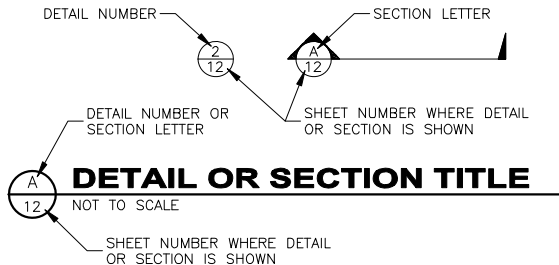 DETAIL NUMBER
SECTION LETTER
2
12
A
12
DETAIL NUMBER OR
SECTION LETTER
SHEET NUMBER WHERE DETAIL
OR SECTION IS SHOWN
A
12
DETAIL OR SECTION TITLE
NOT TO SCALE
SHEET NUMBER WHERE DETAIL
OR SECTION IS SHOWN